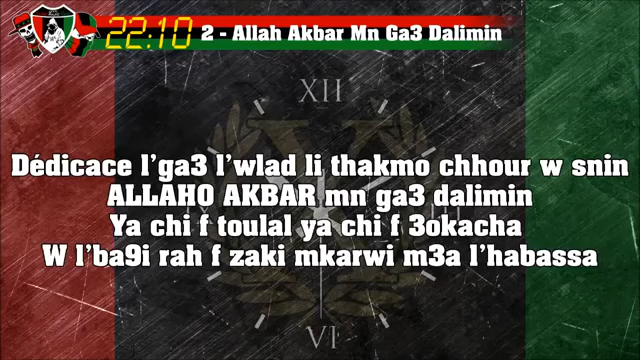 22:10 2 - Allah Akbar Mn Ga3 Dalimin
XII
Dédicace l'ga3 l'wlad li thakmo chhour w snin
ALLAHO AKBAR mn ga3 dalimin
Ya chi f toulal ya chi f 3okacha
W l'ba9i rah f zaki mkarwi m3a l'habassa
VI